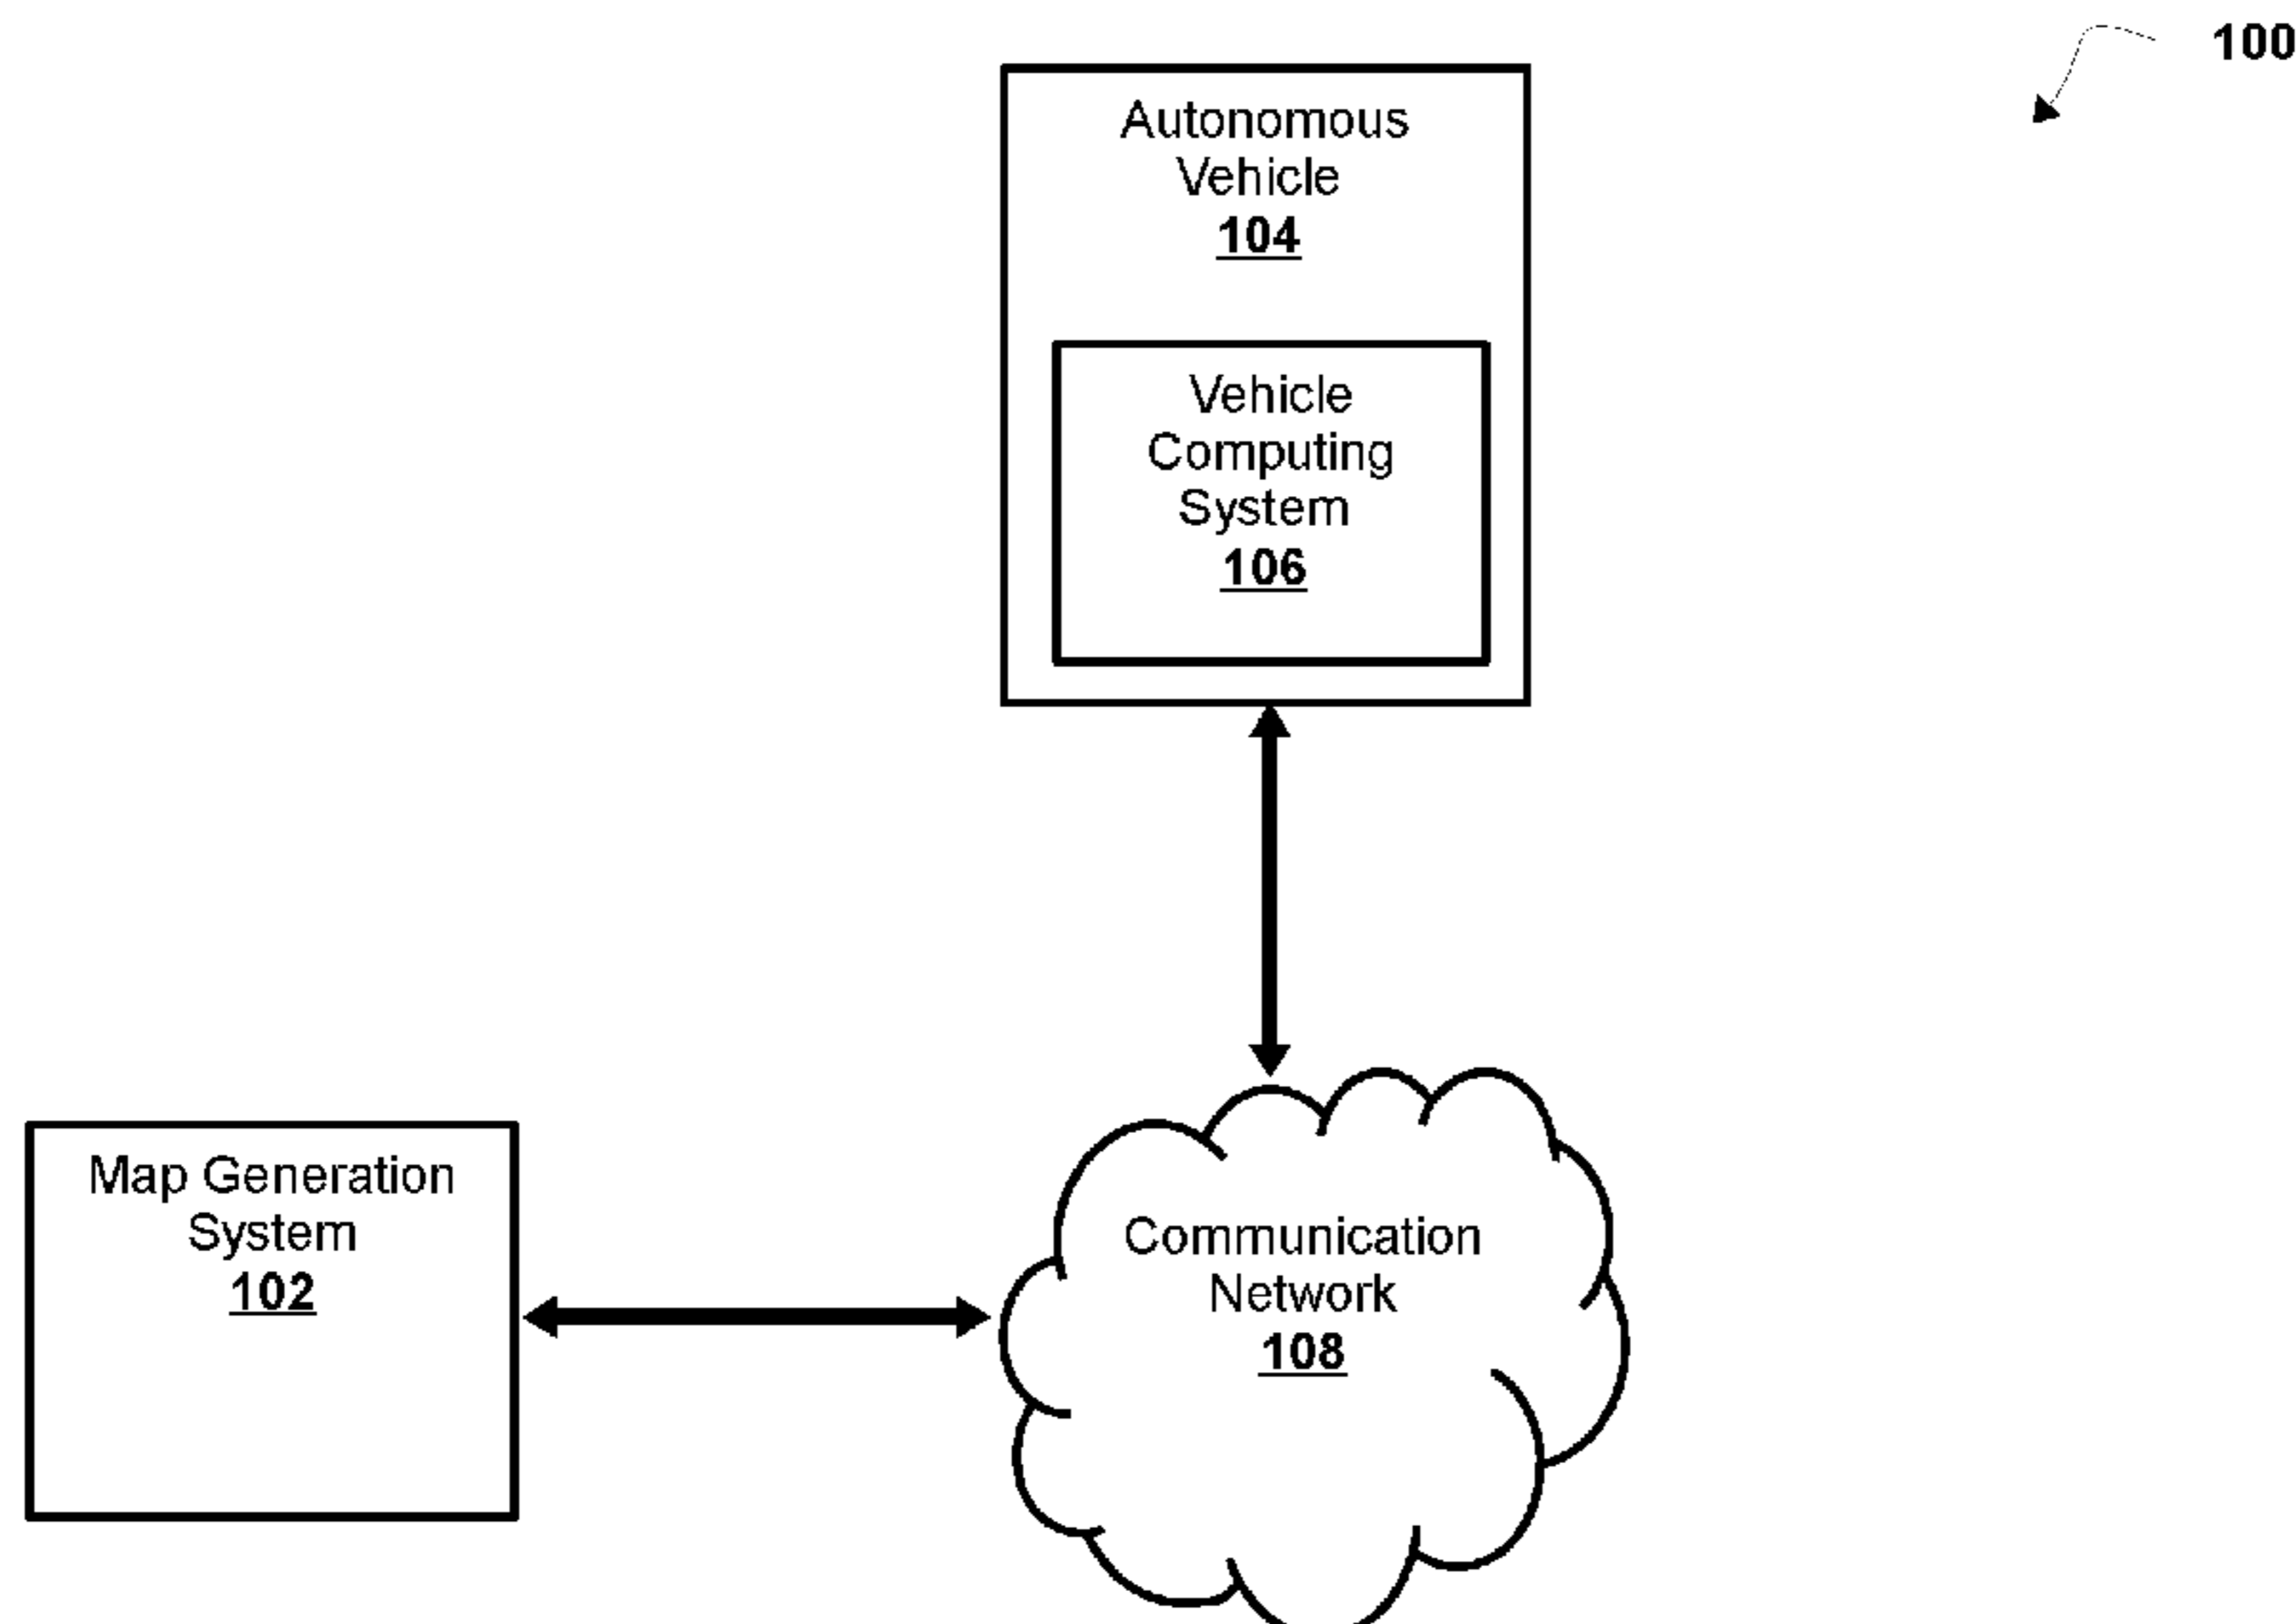 100
Autonomous
Vehicle
104
Vehicle
Computing
System
106
Map Generation
System
102
Communication
Network
108